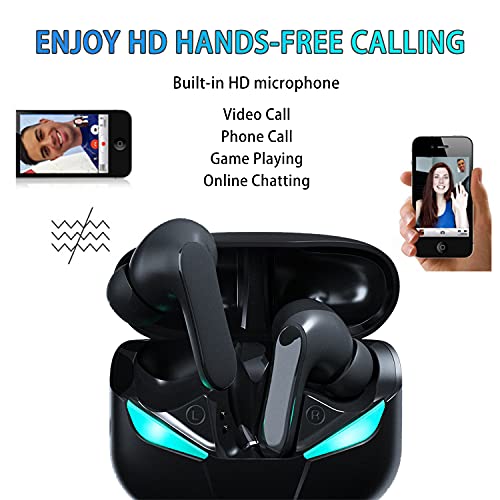 ENJOY HD HANDS-FREE CALLING
Built-in HD microphone
Video Call
Phone Call
Game Playing
Online Chatting
L
R